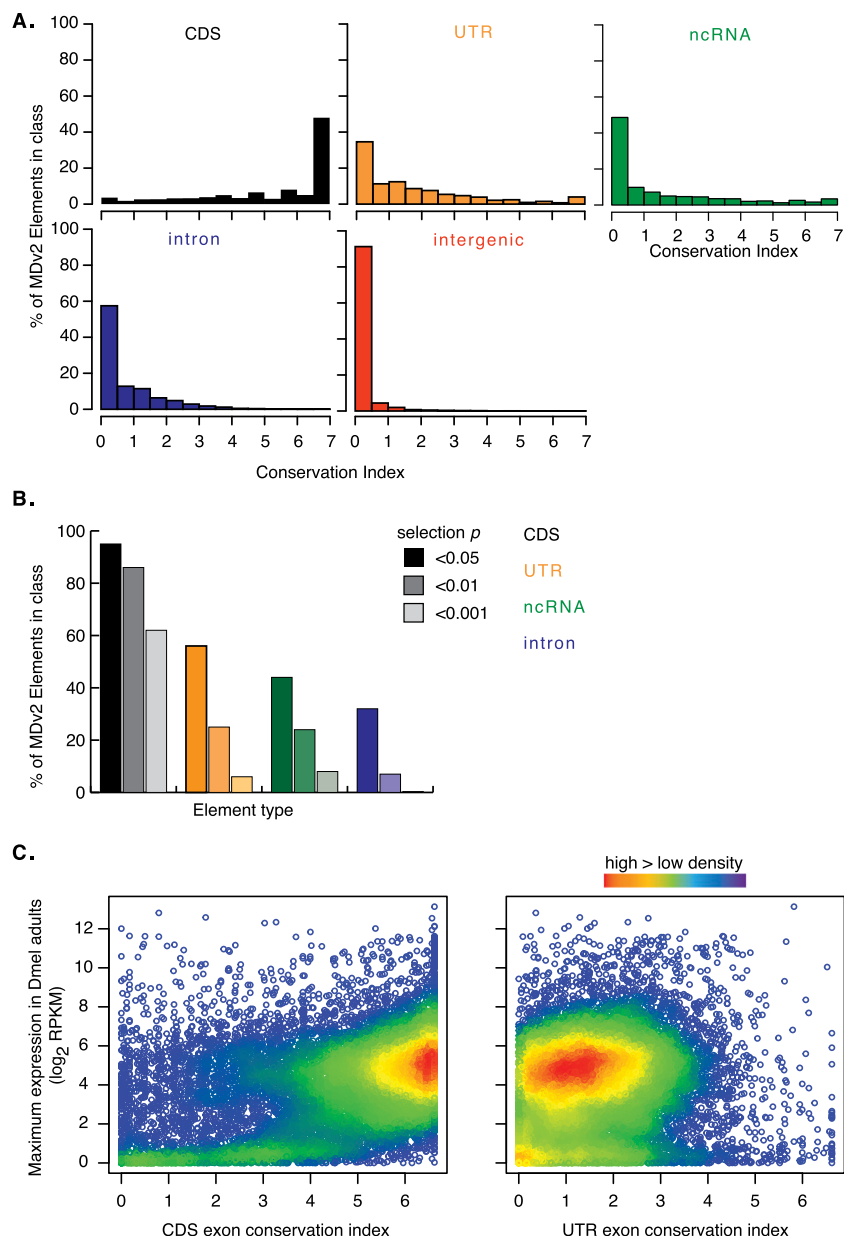 A.
% of MDv2 Elements in class
100
80
60
40
20
0
CDS
UTR
ncRNA
0 1 2 3 4 5 6 7
Conservation Index
100
80
60
40
20
0
intron
intergenic
0 1 2 3 4 5 6 7
0 1 2 3 4 5 6 7
Conservation Index
B.
% of MDv2 Elements in class
100
80
60
40
20
0
Element type
selection p
<0.05
<0.01
<0.001
CDS
UTR
ncRNA
intron
C.
high > low density
Maximum expression in Dmel adults
(log2 RPKM)
12
10
8
6
4
2
0
0 1 2 3 4 5 6
0 1 2 3 4 5 6
CDS exon conservation index
UTR exon conservation index